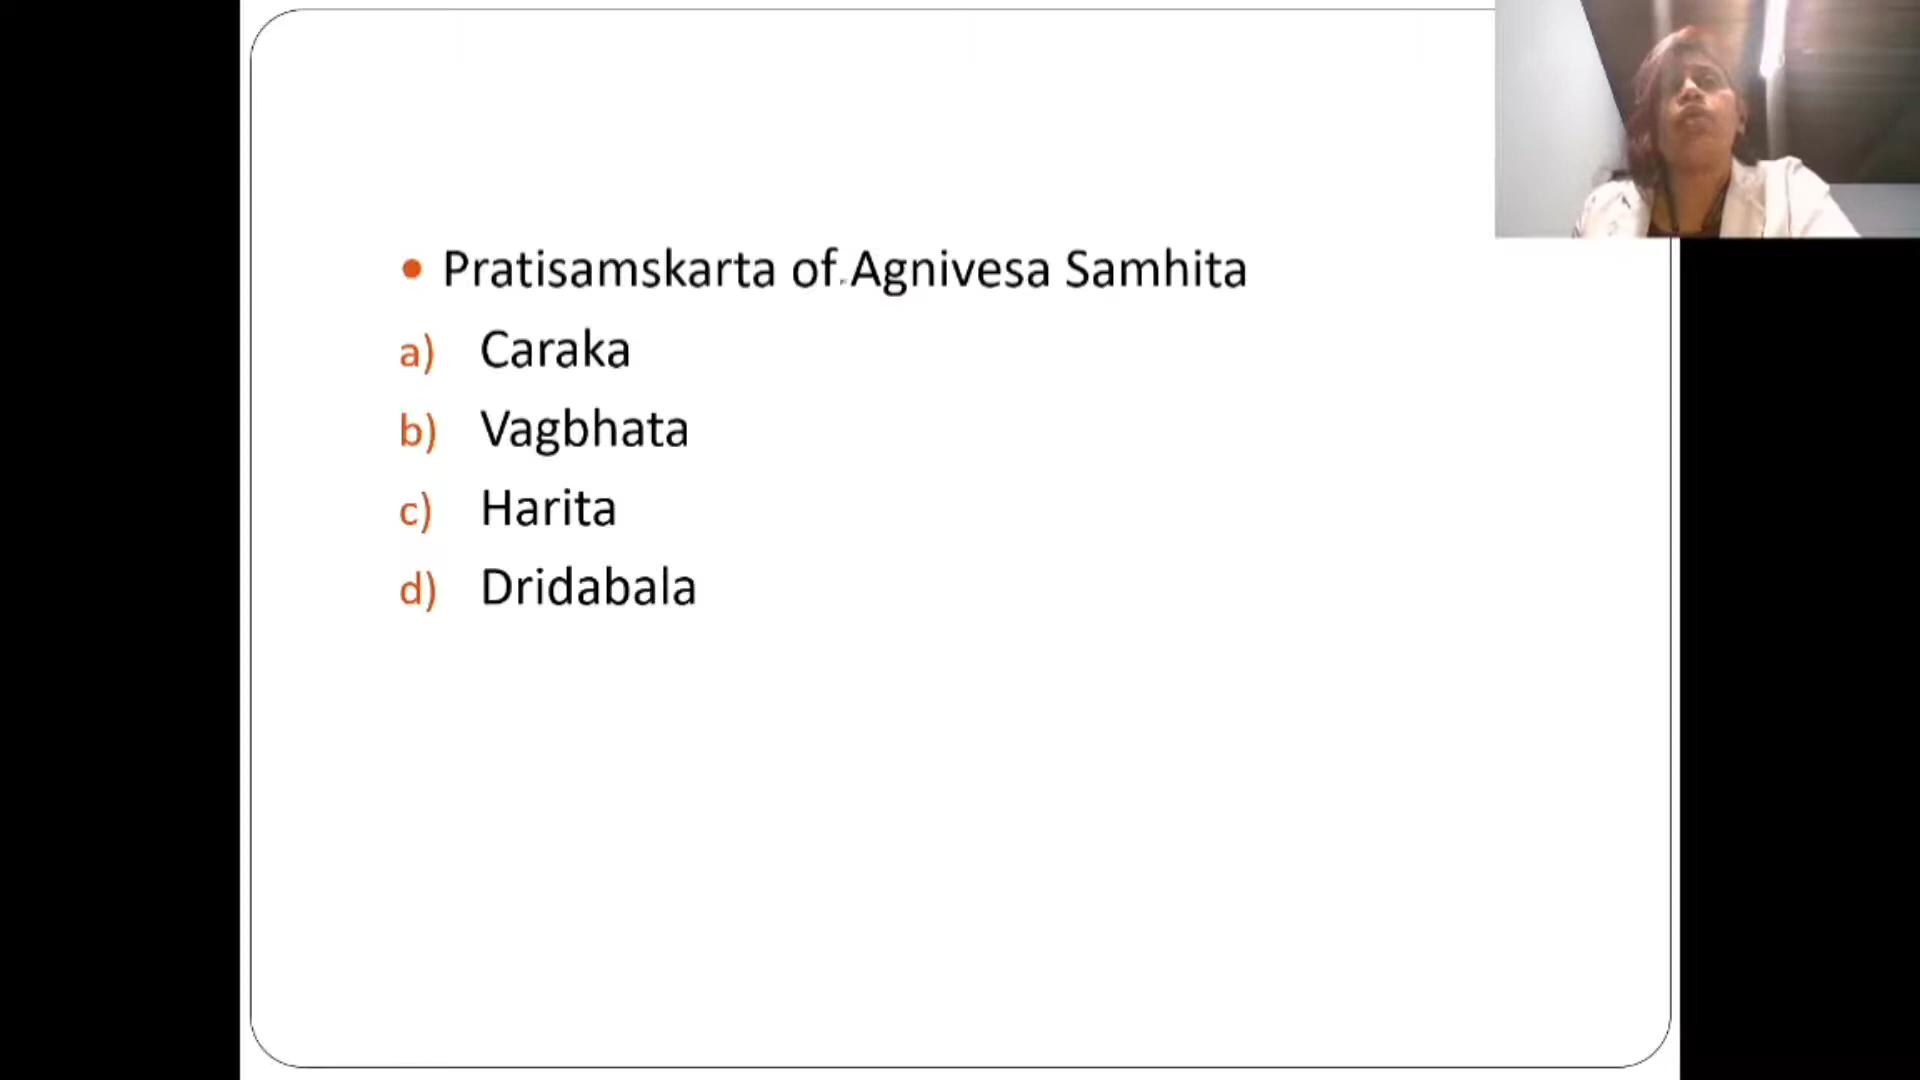 • Pratisamskarta of Agnivesa Samhita
a) Caraka
b) Vagbhata
c) Harita
d) Dridabala